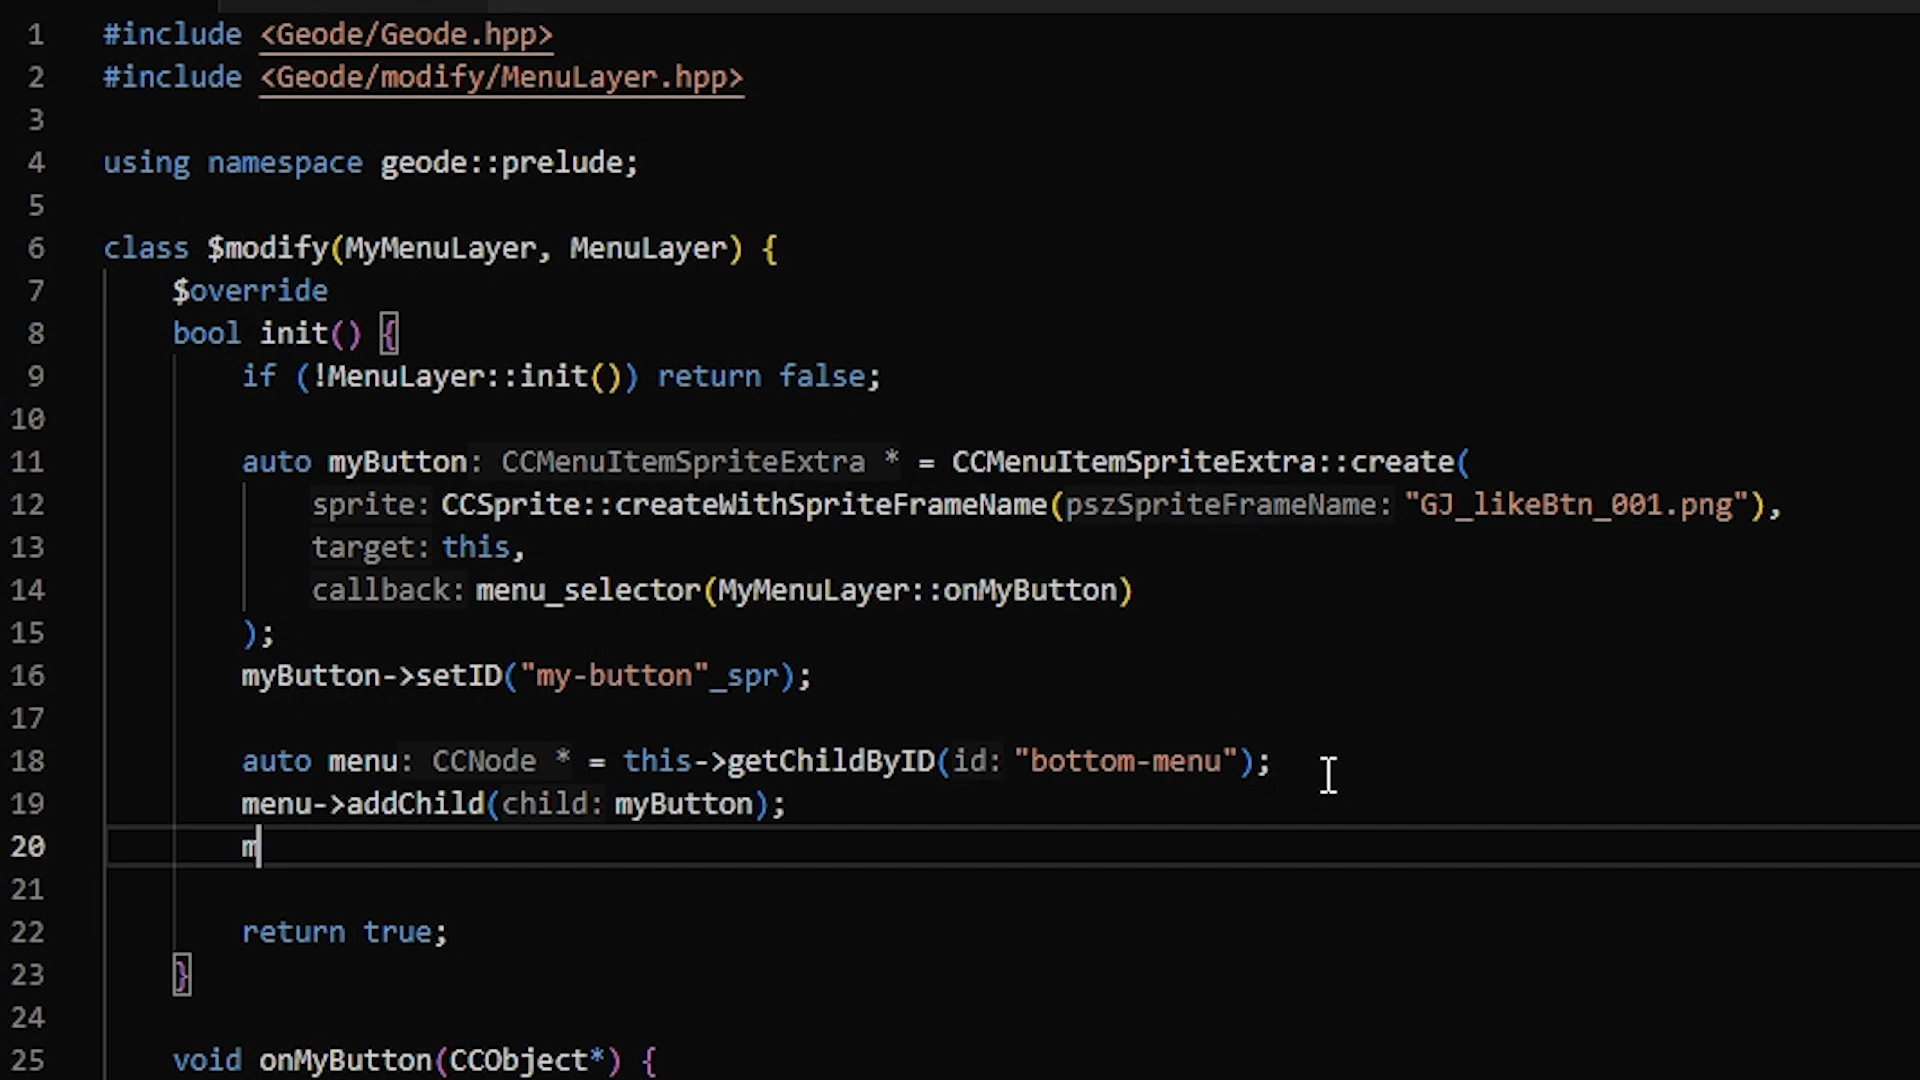 1 #include <Geode/Geode.hpp>
2 #include <Geode/modify/MenuLayer.hpp>
3
4 using namespace geode::prelude;
5
6 class $modify(MyMenuLayer, MenuLayer) {
7 $override
8 bool init() {
9 if (!MenuLayer::init()) return false;
10
11 auto myButton: CCMenuItemSpriteExtra * = CCMenuItemSpriteExtra::create(
12 sprite: CCSprite::createWithSpriteFrameName(pszSpriteFrameName: "GJ_likeBtn_001.png"),
13 target: this,
14 callback: menu_selector(MyMenuLayer::onMyButton)
15 );
16 myButton->setID("my-button"_spr);
17
18 auto menu: CCNode * = this->getChildByID(id: "bottom-menu");
19 menu->addChild(child: myButton);
20 m
21
22 return true;
23 }
24
25 void onMyButton(CCObject*) {